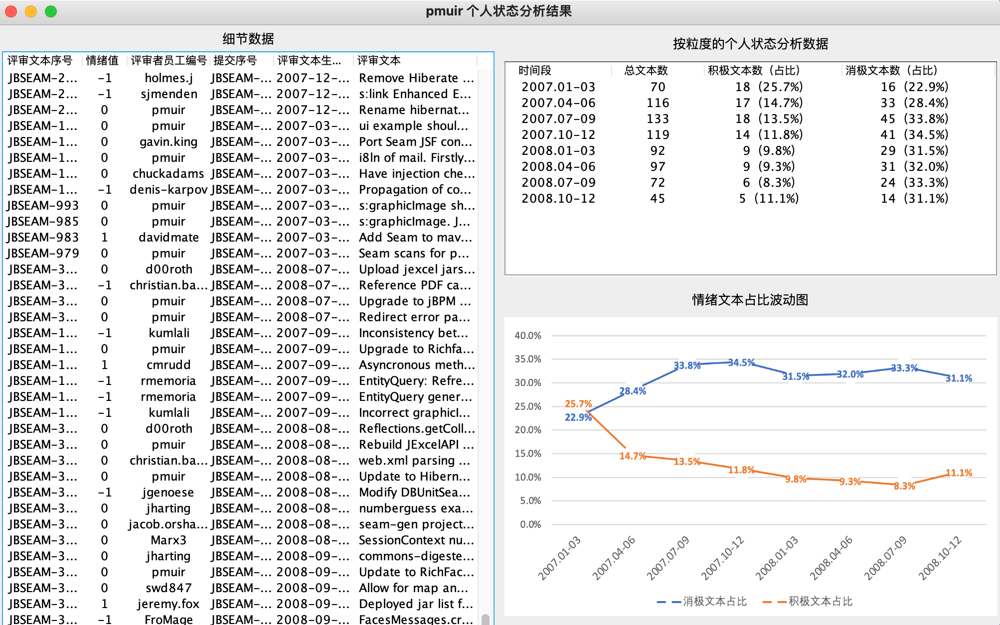 pmuir 个人状态分析结果
细节数据
评审文本序号 情绪值 评审者员工编号 提交序号 评审文本生... 评审文本
JBSEAM-2... -1 holmes.j JBSEAM-... 2007-12-... Remove Hiberate ...
JBSEAM-2... -1 sjmenden JBSEAM-... 2007-12-... s:link Enhanced E...
JBSEAM-2... 0 pmuir JBSEAM-... 2007-12-... Rename hibernat...
JBSEAM-1... 0 pmuir JBSEAM-... 2007-03-... ui example shoul...
JBSEAM-1... 0 gavin.king JBSEAM-... 2007-03-... Port Seam JSF con...
JBSEAM-1... 0 pmuir JBSEAM-... 2007-03-... i8ln of mail. Firstly...
JBSEAM-1... 0 chuckadams JBSEAM-... 2007-03-... Have injection che...
JBSEAM-1... -1 denis-karpov JBSEAM-... 2007-03-... Propagation of co...
JBSEAM-993 0 pmuir JBSEAM-... 2007-03-... s:graphicImage sh...
JBSEAM-985 0 pmuir JBSEAM-... 2007-03-... s:graphicImage. J...
JBSEAM-983 1 davidmate JBSEAM-... 2007-03-... Add Seam to mav...
JBSEAM-979 0 pmuir JBSEAM-... 2007-03-... Seam scans for p...
JBSEAM-3... 0 d00roth JBSEAM-... 2008-07-... Upload jexcel jars...
JBSEAM-3... -1 christian.ba... JBSEAM-... 2008-07-... Reference PDF ca...
JBSEAM-3... 0 pmuir JBSEAM-... 2008-07-... Upgrade to jBPM ...
JBSEAM-3... 0 pmuir JBSEAM-... 2008-07-... Redirect error pa...
JBSEAM-1... -1 kumlali JBSEAM-... 2007-09-... Inconsistency bet...
JBSEAM-1... 0 pmuir JBSEAM-... 2007-09-... Upgrade to Richfa...
JBSEAM-1... 1 cmrudd JBSEAM-... 2007-09-... Asyncronous meth...
JBSEAM-1... -1 rmemoria JBSEAM-... 2007-09-... EntityQuery: Refre...
JBSEAM-1... -1 rmemoria JBSEAM-... 2007-09-... EntityQuery gener...
JBSEAM-1... -1 kumlali JBSEAM-... 2007-09-... Incorrect graphicI...
JBSEAM-3... 0 d00roth JBSEAM-... 2008-08-... Reflections.getColl...
JBSEAM-3... 0 pmuir JBSEAM-... 2008-08-... Rebuild JExcelAPI ...
JBSEAM-3... 0 christian.ba... JBSEAM-... 2008-08-... web.xml parsing ...
JBSEAM-3... 0 pmuir JBSEAM-... 2008-08-... Update to Hibern...
JBSEAM-3... -1 jgenoese JBSEAM-... 2008-08-... Modify DBUnitSea...
JBSEAM-3... 0 jharting JBSEAM-... 2008-08-... numberguess exa...
JBSEAM-3... 0 jacob.orsha... JBSEAM-... 2008-08-... seam-gen project...
JBSEAM-3... 0 Marx3 JBSEAM-... 2008-08-... SessionContext nu...
JBSEAM-3... 0 jharting JBSEAM-... 2008-09-... commons-digeste...
JBSEAM-3... 0 pmuir JBSEAM-... 2008-09-... Update to RichFac...
JBSEAM-3... 0 swd847 JBSEAM-... 2008-09-... Allow for map an...
JBSEAM-3... 1 jeremy.fox JBSEAM-... 2008-09-... Deployed jar list f...
JBSEAM-3... -1 FroMage JBSEAM-... 2008-09-... FacesMessages.cr...
按粒度的个人状态分析数据
时间段 总文本数 积极文本数（占比） 消极文本数（占比）
2007.01-03 70 18 (25.7%) 16 (22.9%)
2007.04-06 116 17 (14.7%) 33 (28.4%)
2007.07-09 133 18 (13.5%) 45 (33.8%)
2007.10-12 119 14 (11.8%) 41 (34.5%)
2008.01-03 92 9 (9.8%) 29 (31.5%)
2008.04-06 97 9 (9.3%) 31 (32.0%)
2008.07-09 72 6 (8.3%) 24 (33.3%)
2008.10-12 45 5 (11.1%) 14 (31.1%)
情绪文本占比波动图
40.0%
35.0%
30.0%
25.0%
20.0%
15.0%
10.0%
5.0%
0.0%
22.9% 28.4% 33.8% 34.5% 31.5% 32.0% 33.3% 31.1%
25.7% 14.7% 13.5% 11.8% 9.8% 9.3% 8.3% 11.1%
2007.01-03 2007.04-06 2007.07-09 2007.10-12 2008.01-03 2008.04-06 2008.07-09 2008.10-12
消极文本占比 积极文本占比